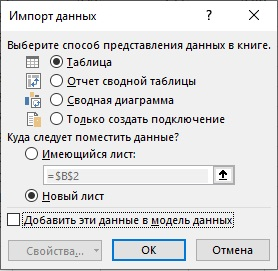 Импорт данных
?
×
Выберите способ представления данных в книге.
Таблица
Отчет сводной таблицы
Сводная диаграмма
Только создать подключение
Куда следует поместить данные?
Имеющийся лист:
=$B$2
Новый лист
Добавить эти данные в модель данных
Свойства... ОК Отмена